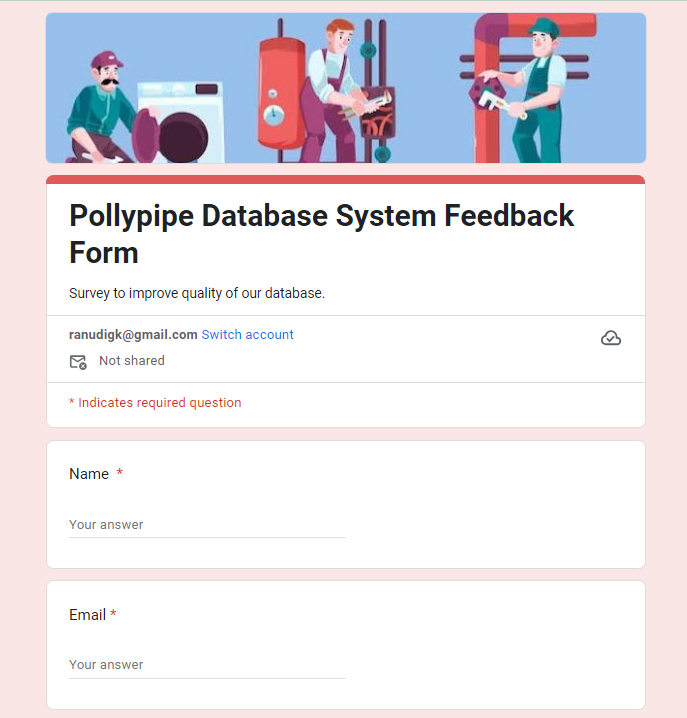 Pollypipe Database System Feedback
Form
Survey to improve quality of our database.
ranudigk@gmail.com Switch account
Not shared
* Indicates required question
Name *
Your answer
Email *
Your answer